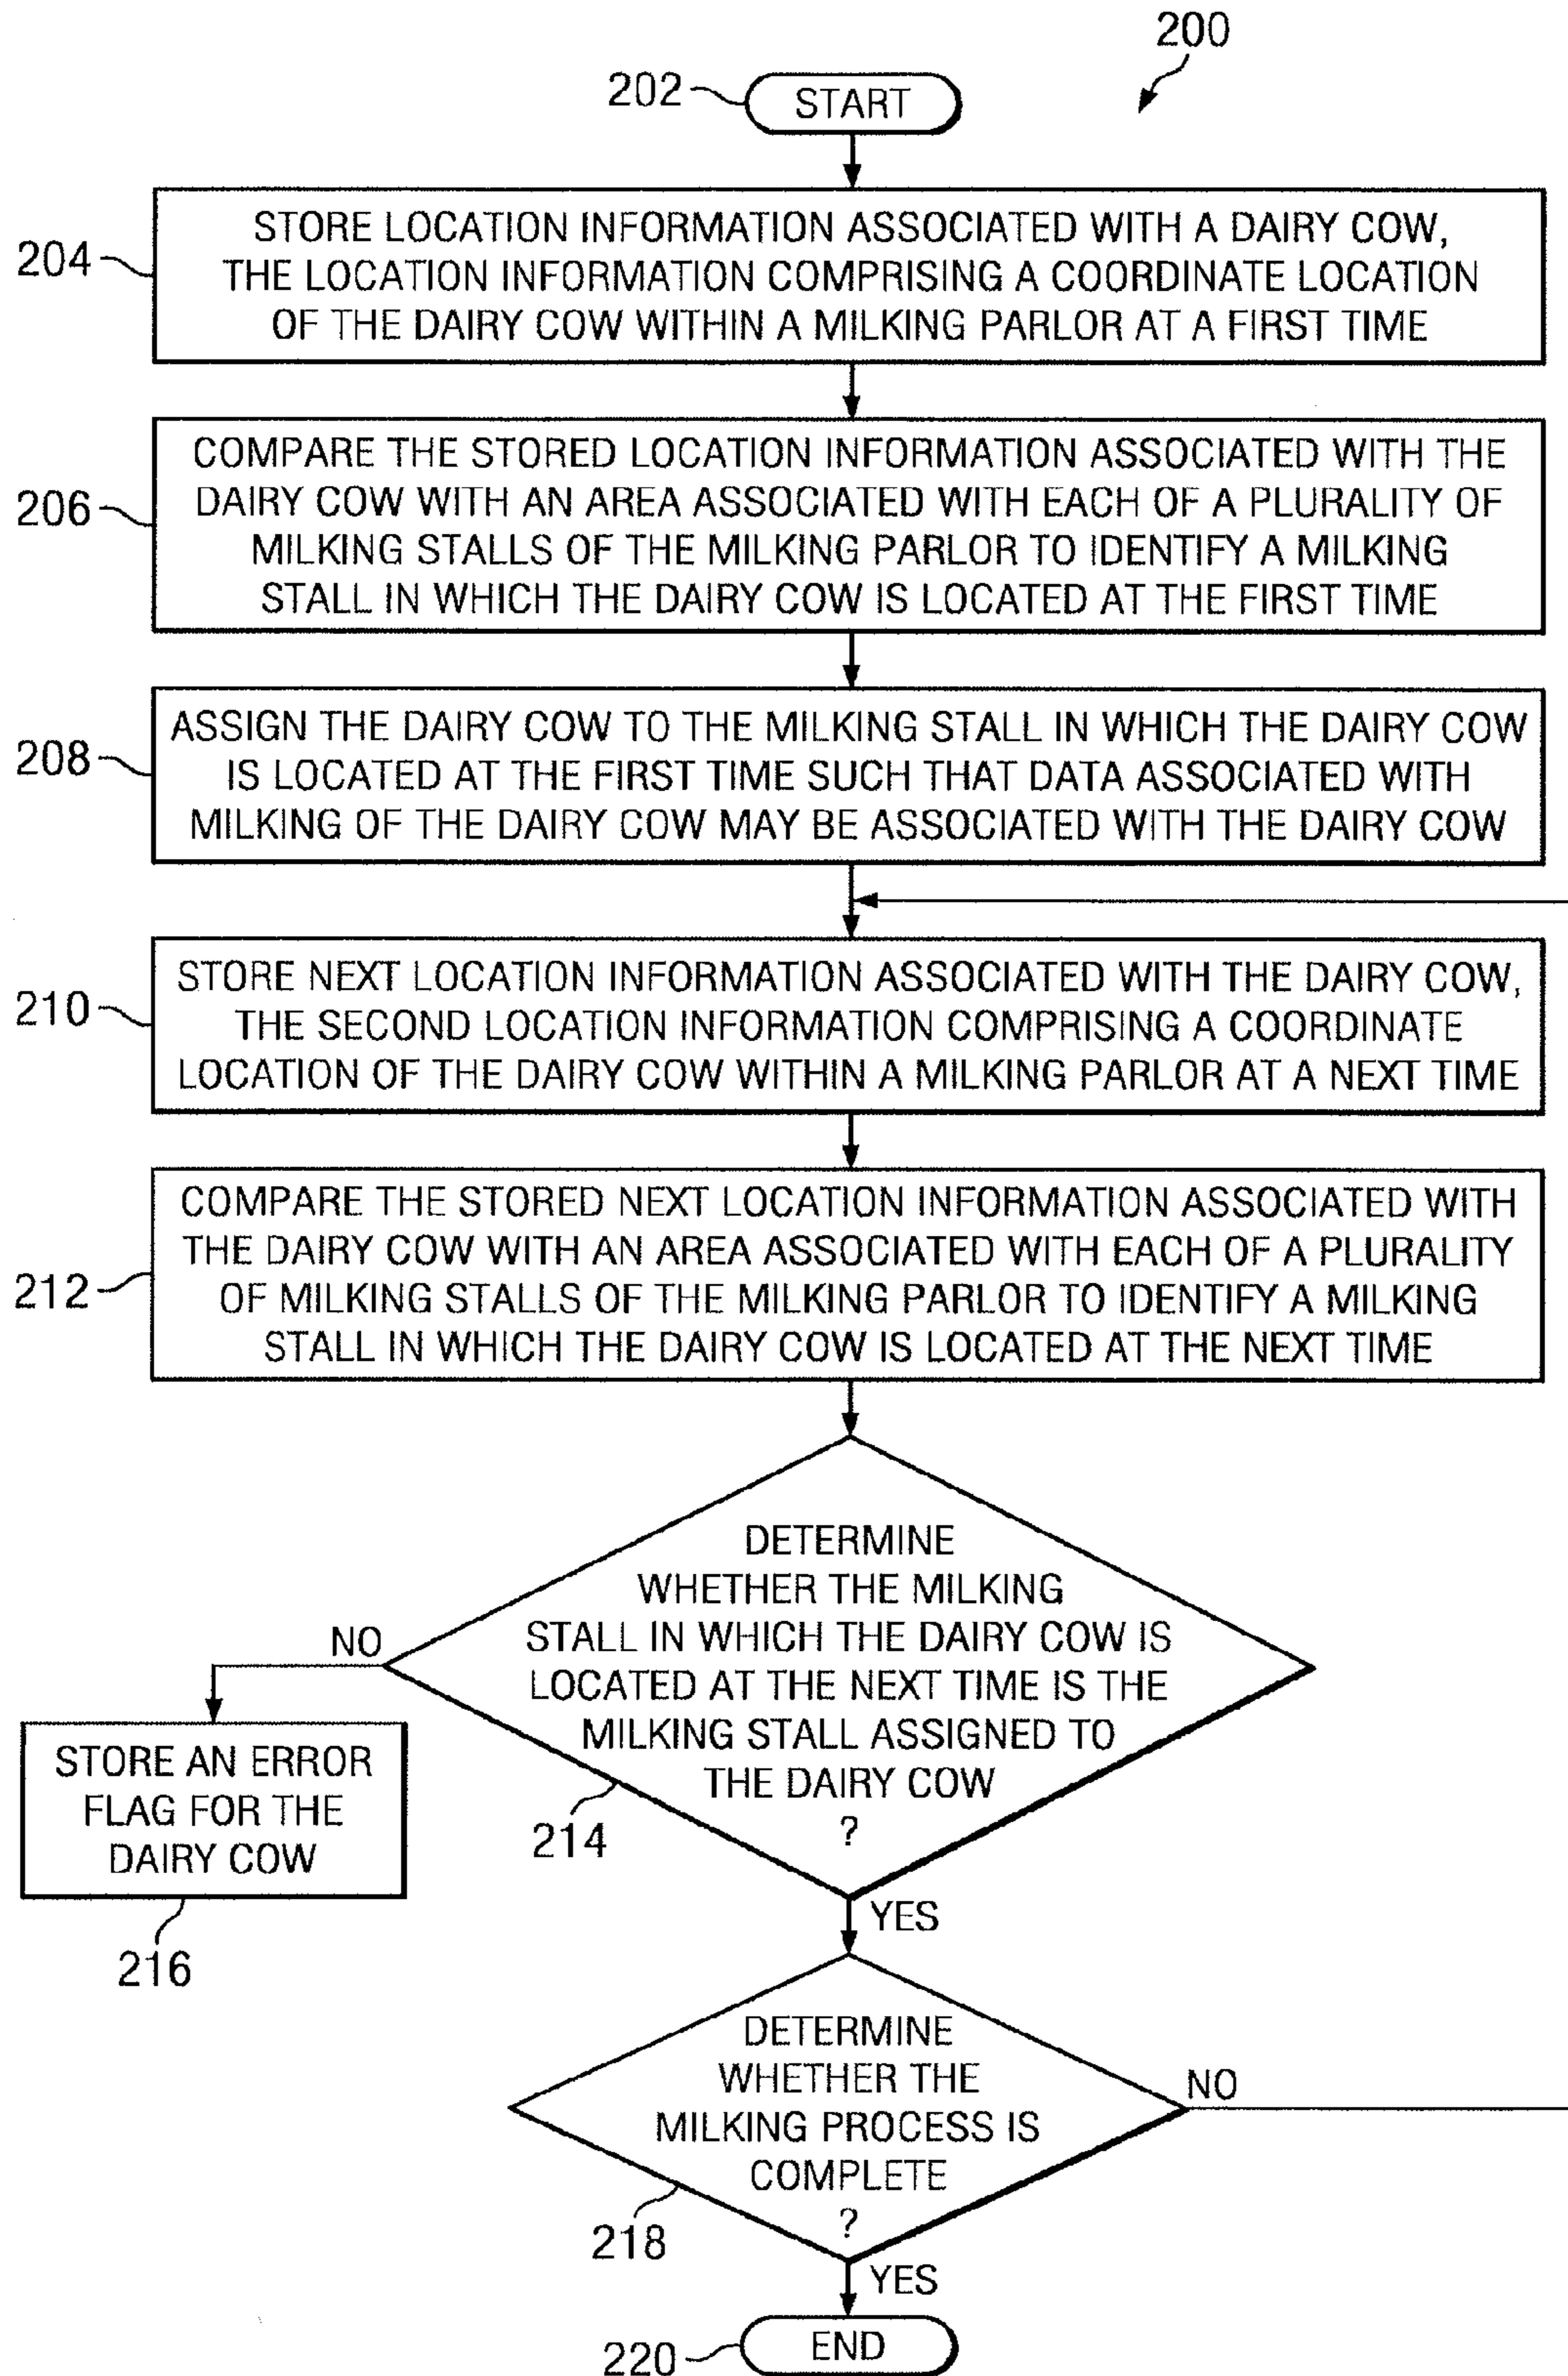 200
202
START
204
STORE LOCATION INFORMATION ASSOCIATED WITH A DAIRY COW,
THE LOCATION INFORMATION COMPRISING A COORDINATE LOCATION
OF THE DAIRY COW WITHIN A MILKING PARLOR AT A FIRST TIME
206
COMPARE THE STORED LOCATION INFORMATION ASSOCIATED WITH THE
DAIRY COW WITH AN AREA ASSOCIATED WITH EACH OF A PLURALITY OF
MILKING STALLS OF THE MILKING PARLOR TO IDENTIFY A MILKING
STALL IN WHICH THE DAIRY COW IS LOCATED AT THE FIRST TIME
208
ASSIGN THE DAIRY COW TO THE MILKING STALL IN WHICH THE DAIRY COW
IS LOCATED AT THE FIRST TIME SUCH THAT DATA ASSOCIATED WITH
MILKING OF THE DAIRY COW MAY BE ASSOCIATED WITH THE DAIRY COW
210
STORE NEXT LOCATION INFORMATION ASSOCIATED WITH THE DAIRY COW,
THE SECOND LOCATION INFORMATION COMPRISING A COORDINATE
LOCATION OF THE DAIRY COW WITHIN A MILKING PARLOR AT A NEXT TIME
212
COMPARE THE STORED NEXT LOCATION INFORMATION ASSOCIATED WITH
THE DAIRY COW WITH AN AREA ASSOCIATED WITH EACH OF A PLURALITY
OF MILKING STALLS OF THE MILKING PARLOR TO IDENTIFY A MILKING
STALL IN WHICH THE DAIRY COW IS LOCATED AT THE NEXT TIME
DETERMINE
WHETHER THE MILKING
STALL IN WHICH THE DAIRY COW IS
LOCATED AT THE NEXT TIME IS THE
MILKING STALL ASSIGNED TO
THE DAIRY COW
?
214
NO
STORE AN ERROR
FLAG FOR THE
DAIRY COW
216
YES
DETERMINE
WHETHER THE
MILKING PROCESS IS
COMPLETE
?
218
NO
YES
220
END